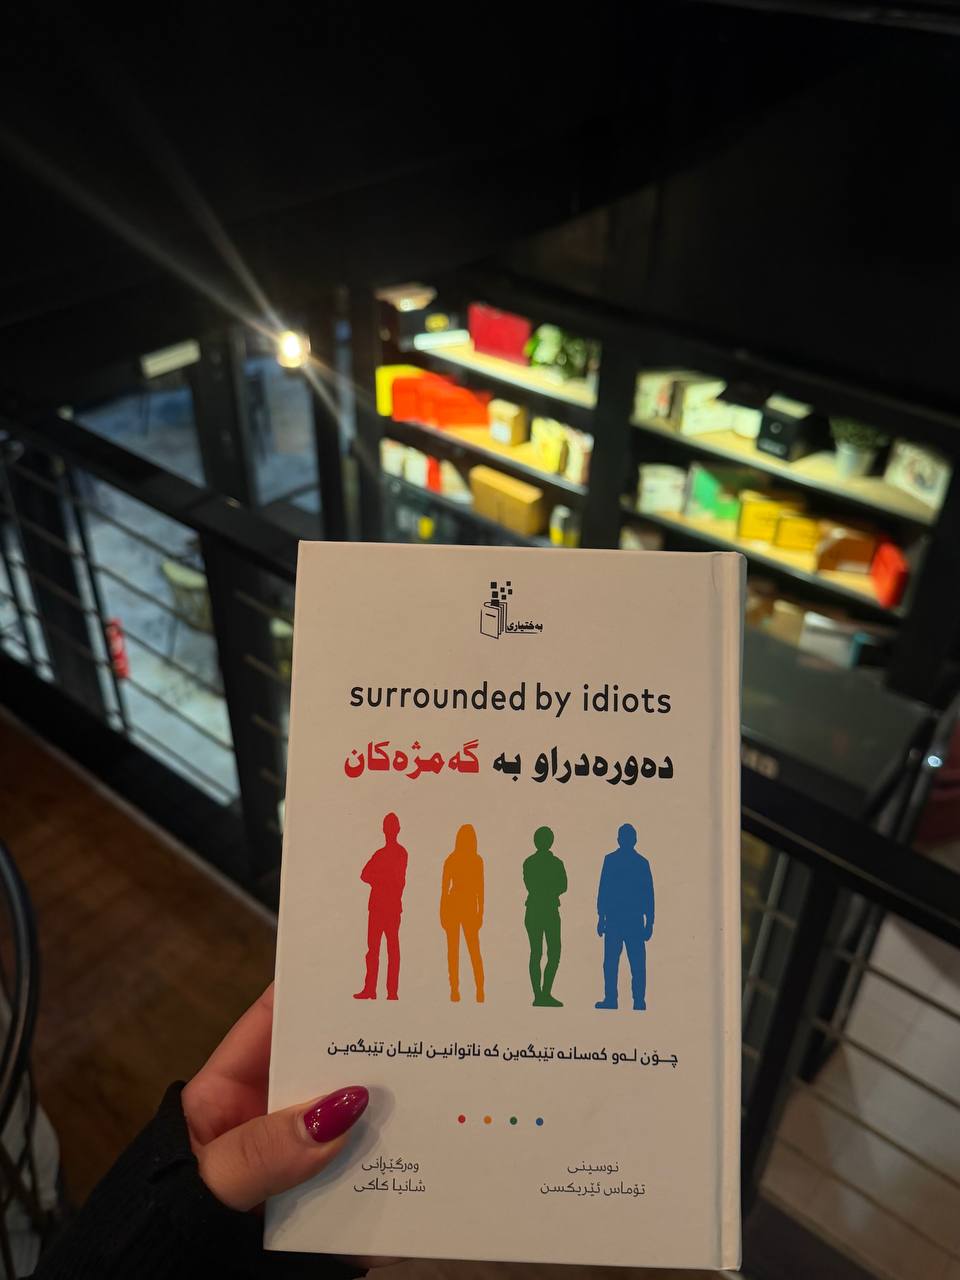 بەختیاری
surrounded by idiots
دەورەدراو بە گەمژەکان
چۆن لەو کەسانە تێبگەین کە ناتوانین لێیان تێبگەین
نوسینی
تۆماس ئێریکسن
وەرگێڕانی
شانیا کاکی